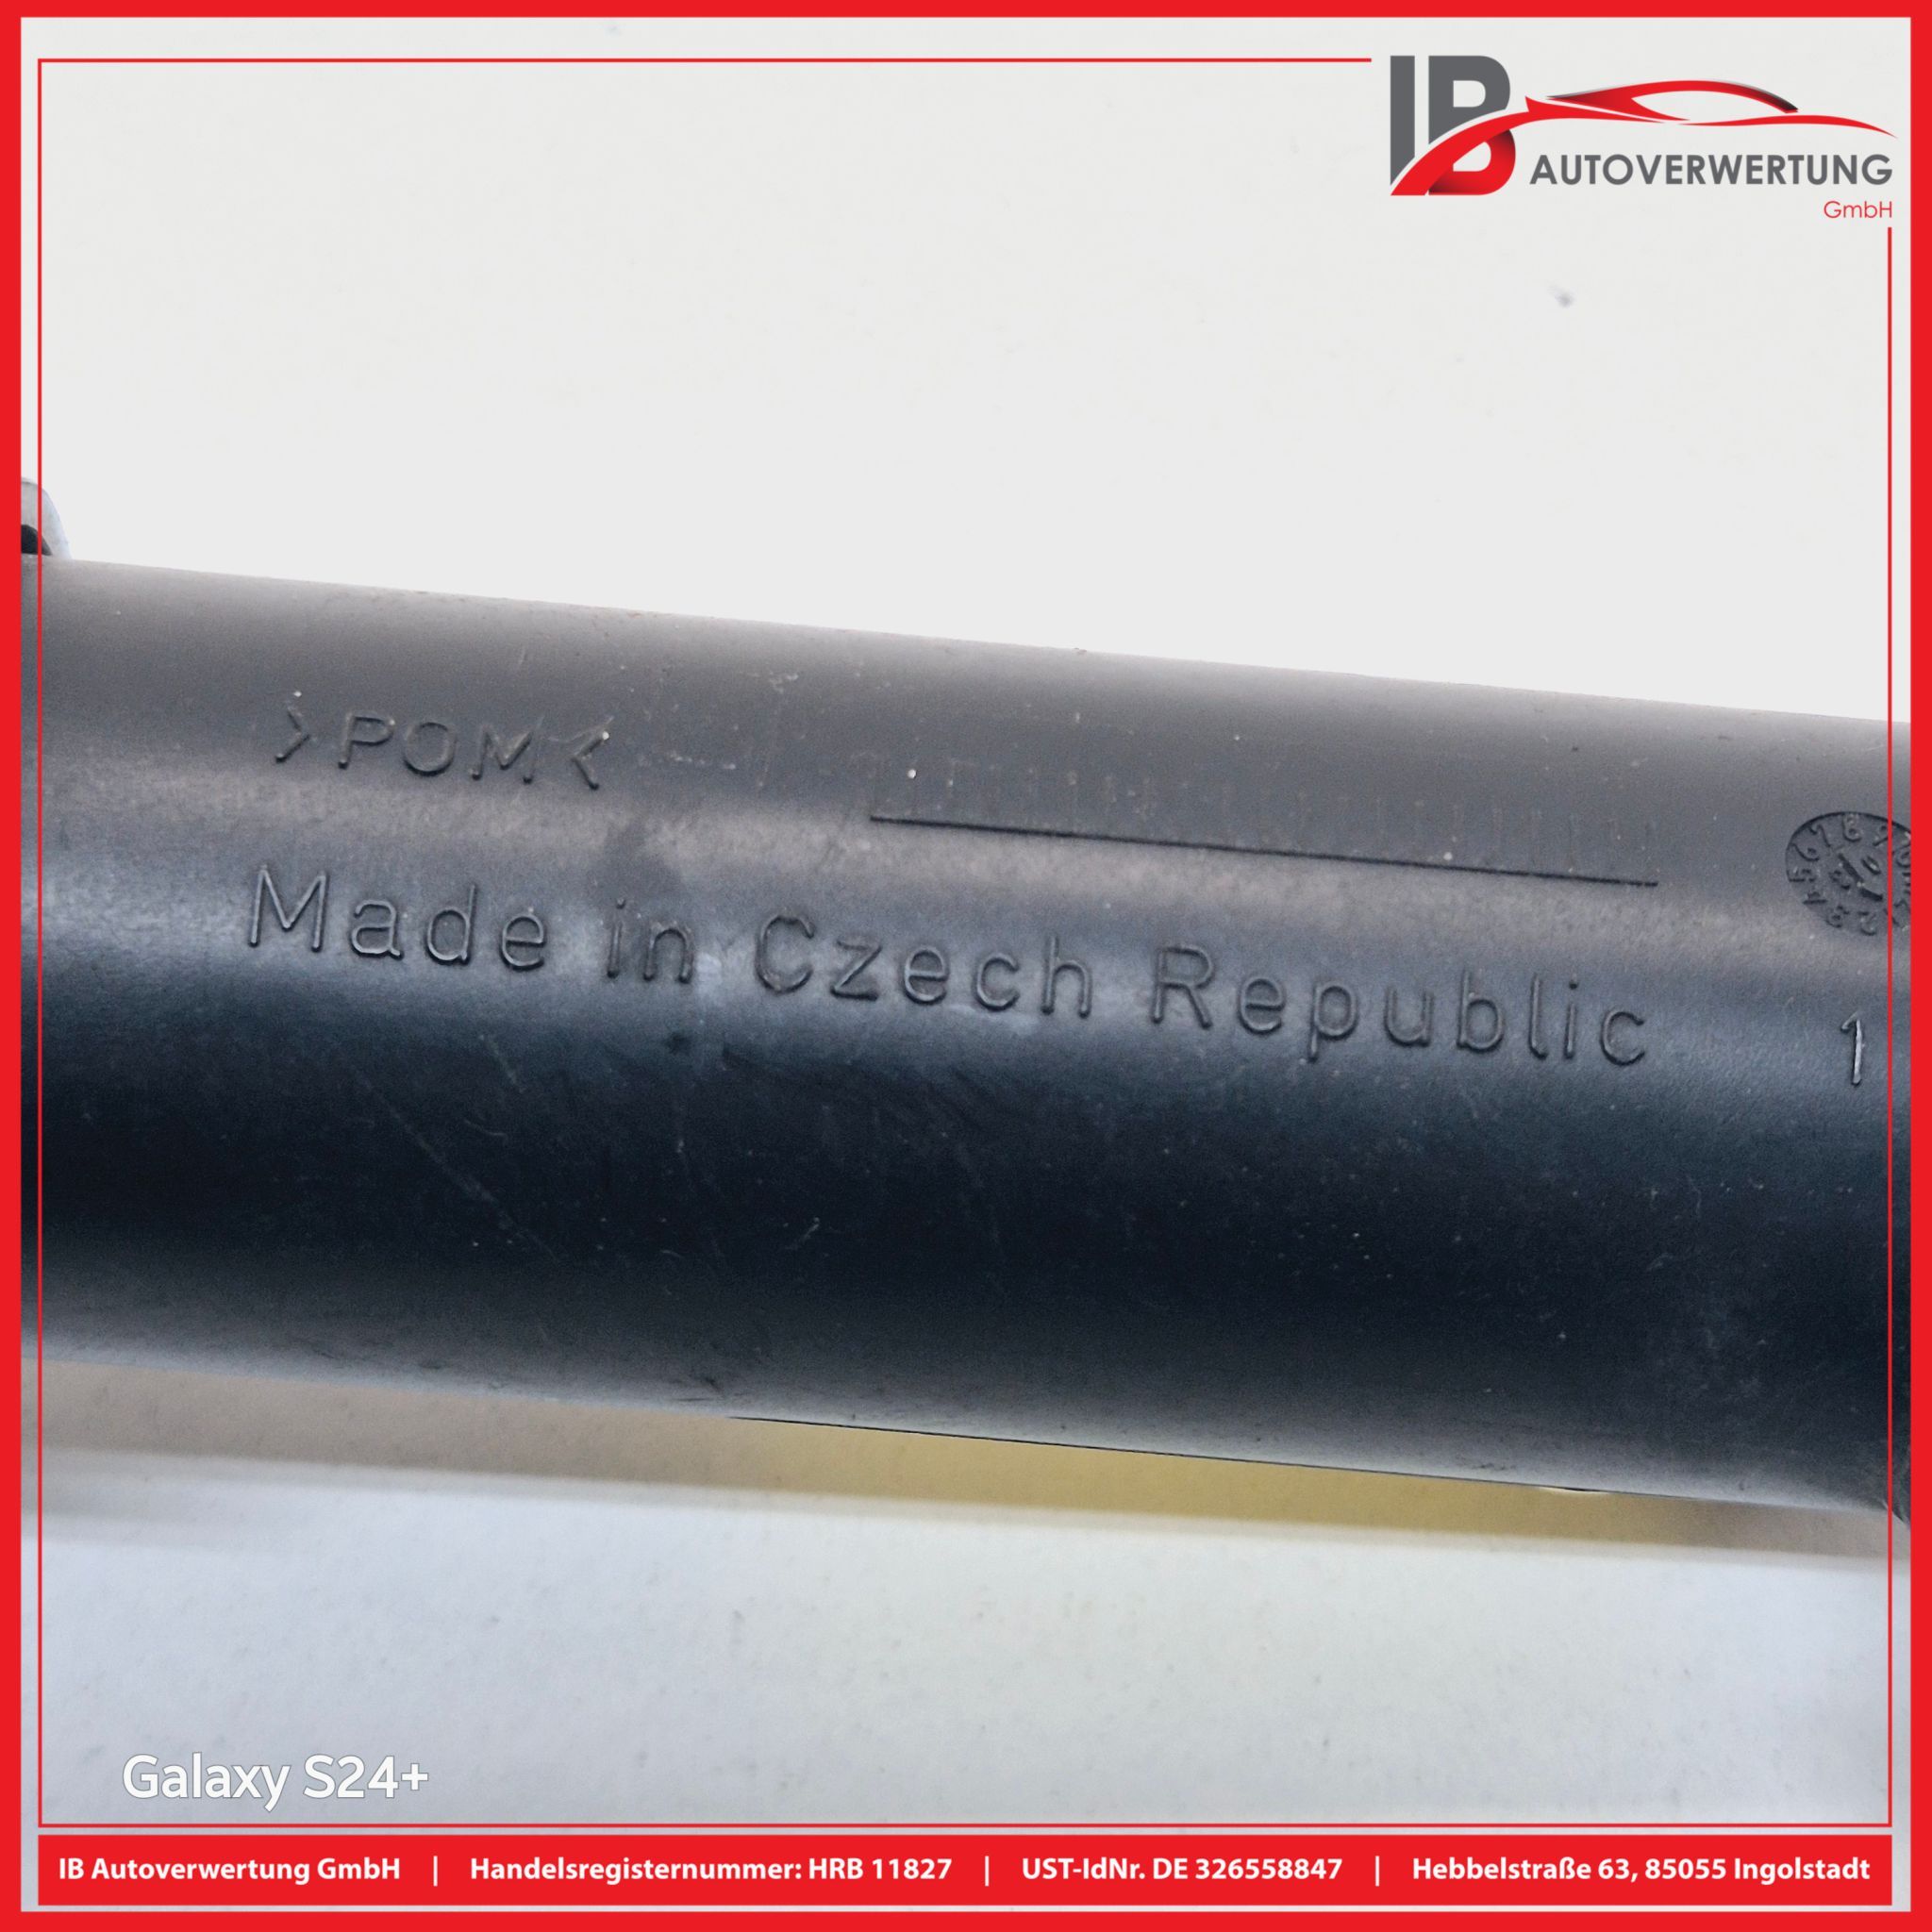 IB
AUTOVERWERTUNG
GmbH
>POM<
Made in Czech Republic
1
Galaxy S24+
IB Autoverwertung GmbH | Handelsregisternummer: HRB 11827 | UST-IdNr. DE 326558847 | Hebbelstraße 63, 85055 Ingolstadt